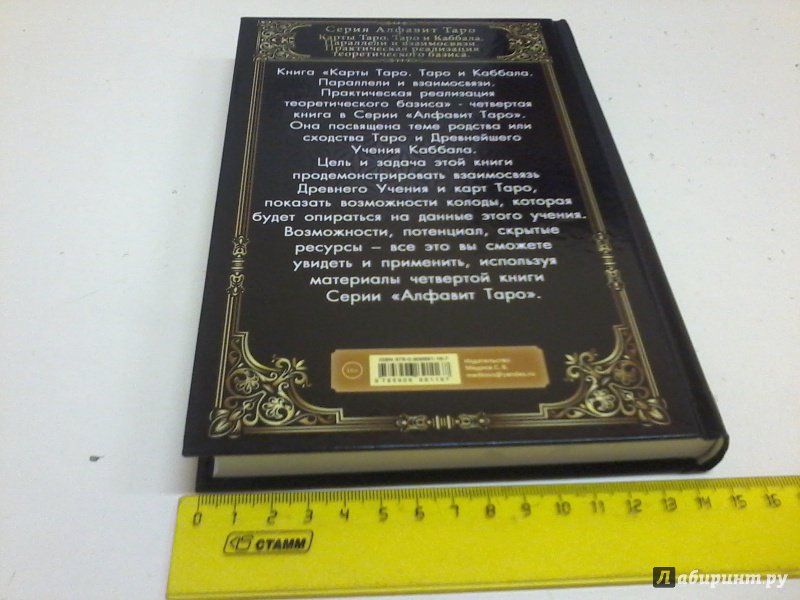 Серия Алфавит Таро
Карты Таро. Таро и Каббала.
Параллели и взаимосвязи.
Практическая реализация
теоретического базиса.
Книга «Карты Таро. Таро и Каббала.
Параллели и взаимосвязи.
Практическая реализация
теоретического базиса» - четвертая
книга в Серии «Алфавит Таро».
Она посвящена теме родства или
сходства Таро и Древнейшего
Учения Каббала.
Цель и задача этой книги
продемонстрировать взаимосвязь
Древнего Учения и карт Таро,
показать возможности колоды, которая
будет опираться на данные этого учения.
Возможности, потенциал, скрытые
ресурсы – все это вы сможете
увидеть и применить, используя
материалы четвертой книги
Серии «Алфавит Таро».
16+
ISBN
Издательство
Мёдков С. В.
0 1 2 3 4 5 6 7 8 9 10 11 12 13 14 15 16
СТАММ
Лабиринт.ру